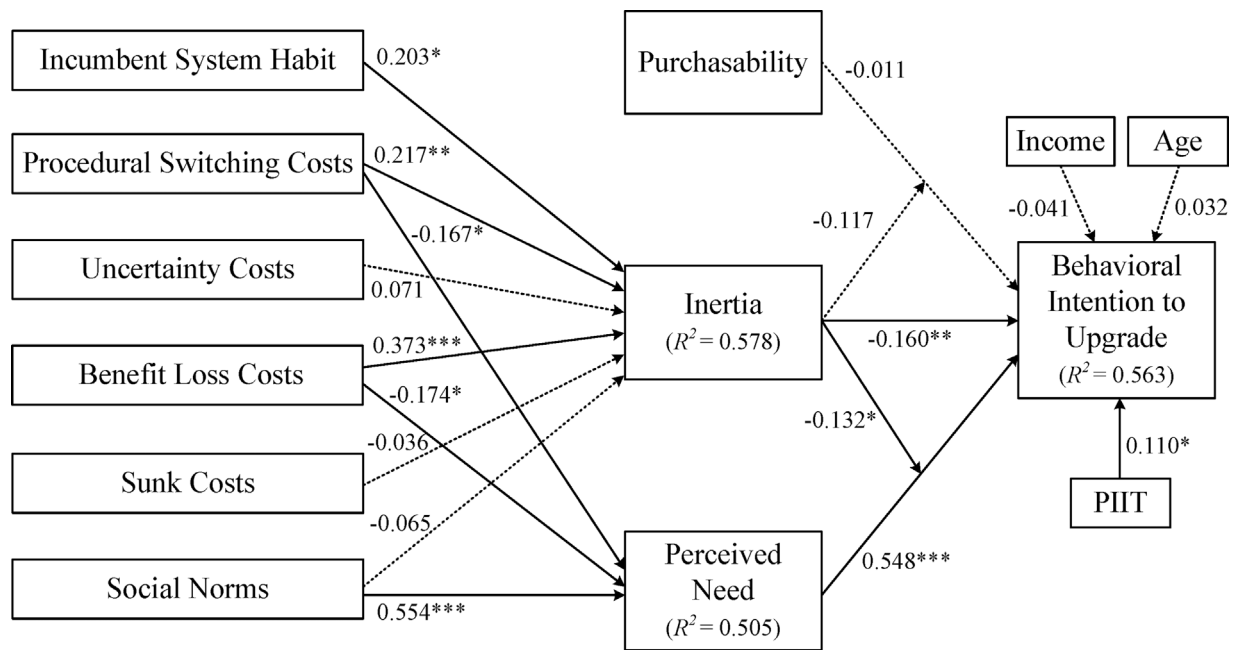 Incumbent System Habit
0.203*
Procedural Switching Costs
0.217**
-0.167*
Uncertainty Costs
0.071
Benefit Loss Costs
0.373***
-0.174*
Sunk Costs
-0.036
Social Norms
-0.065
0.554***
Purchasability
-0.011
Inertia
(R² = 0.578)
-0.117
-0.160**
-0.132*
Perceived
Need
(R² = 0.505)
0.548***
Income
Age
-0.041
0.032
Behavioral
Intention to
Upgrade
(R² = 0.563)
0.110*
PIIT